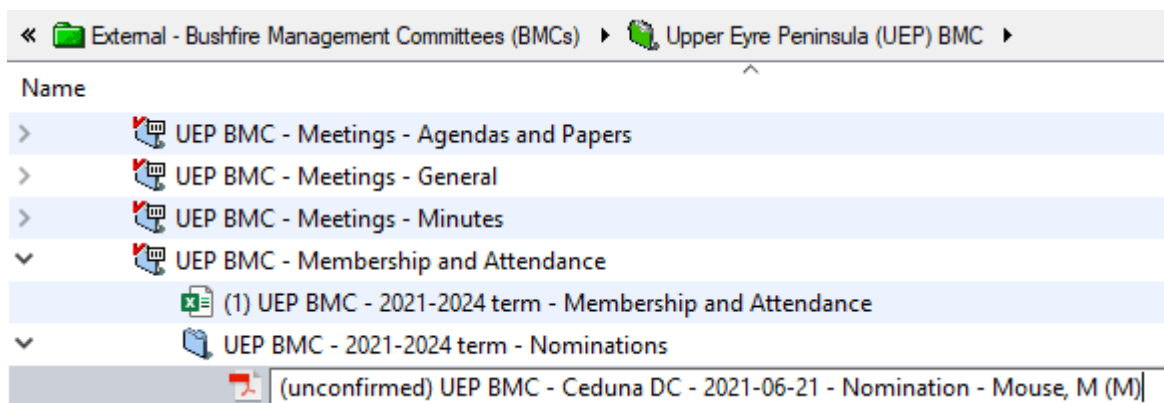 « External - Bushfire Management Committees (BMCs) ▸ Upper Eyre Peninsula (UEP) BMC ▸
Name
UEP BMC - Meetings - Agendas and Papers
UEP BMC - Meetings - General
UEP BMC - Meetings - Minutes
UEP BMC - Membership and Attendance
(1) UEP BMC - 2021-2024 term - Membership and Attendance
UEP BMC - 2021-2024 term - Nominations
(unconfirmed) UEP BMC - Ceduna DC - 2021-06-21 - Nomination - Mouse, M (M)